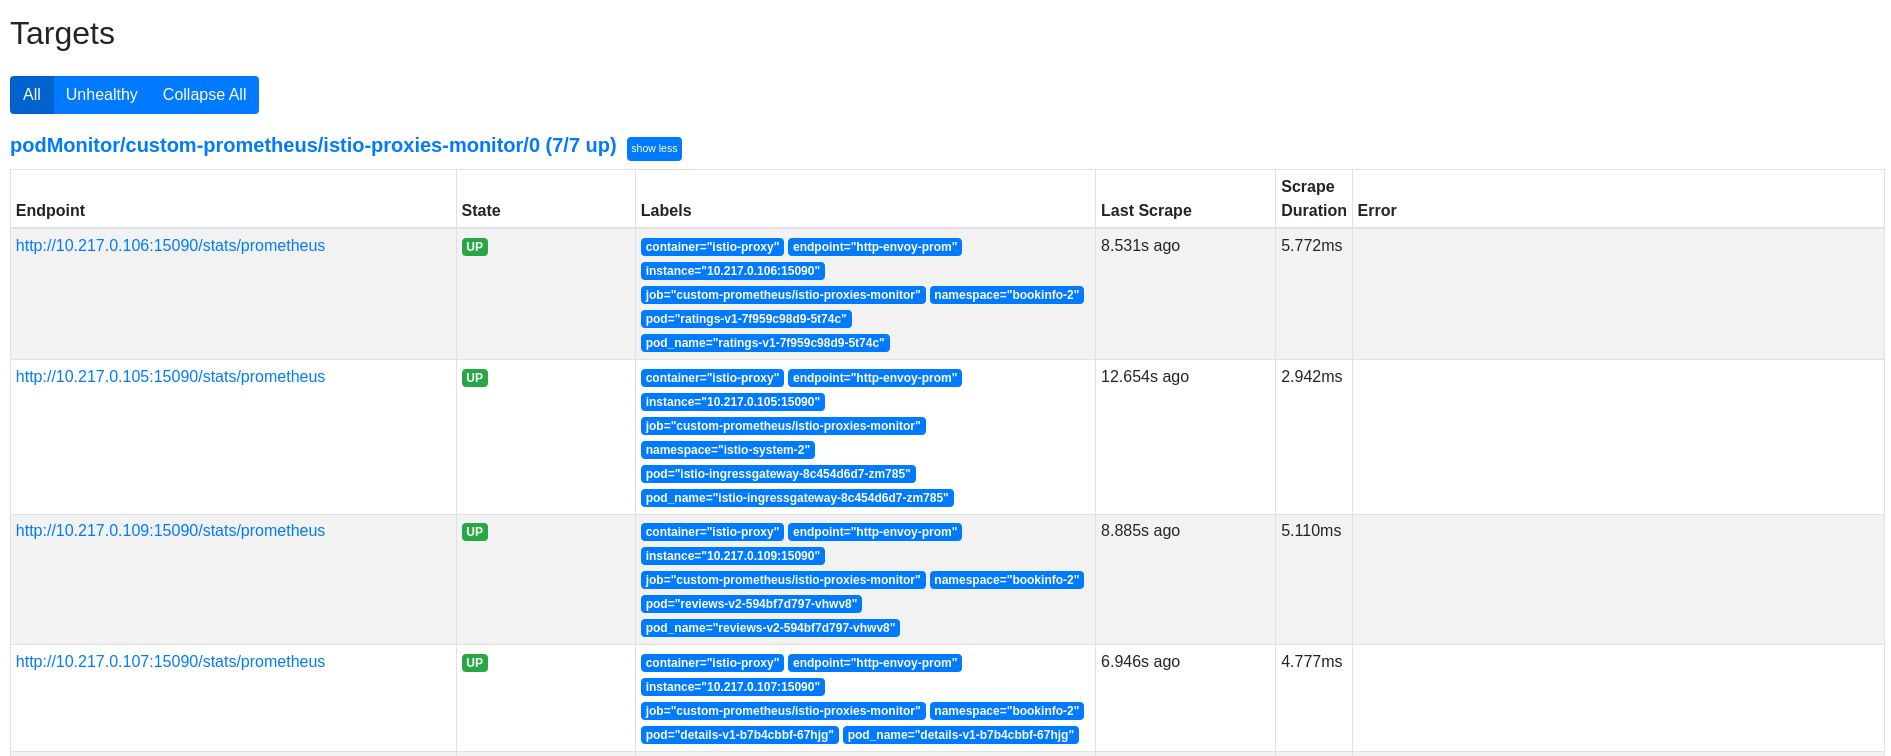 Targets
All Unhealthy Collapse All
podMonitor/custom-prometheus/istio-proxies-monitor/0 (7/7 up) show less
Endpoint State Labels Last Scrape Scrape Duration Error
http://10.217.0.106:15090/stats/prometheus UP container="istio-proxy" endpoint="http-envoy-prom" 8.531s ago 5.772ms
instance="10.217.0.106:15090"
job="custom-prometheus/istio-proxies-monitor" namespace="bookinfo-2"
pod="ratings-v1-7f959c98d9-5t74c"
pod_name="ratings-v1-7f959c98d9-5t74c"
http://10.217.0.105:15090/stats/prometheus UP container="istio-proxy" endpoint="http-envoy-prom" 12.654s ago 2.942ms
instance="10.217.0.105:15090"
job="custom-prometheus/istio-proxies-monitor"
namespace="istio-system-2"
pod="istio-ingressgateway-8c454d6d7-zm785"
pod_name="istio-ingressgateway-8c454d6d7-zm785"
http://10.217.0.109:15090/stats/prometheus UP container="istio-proxy" endpoint="http-envoy-prom" 8.885s ago 5.110ms
instance="10.217.0.109:15090"
job="custom-prometheus/istio-proxies-monitor" namespace="bookinfo-2"
pod="reviews-v2-594bf7d797-vhwv8"
pod_name="reviews-v2-594bf7d797-vhwv8"
http://10.217.0.107:15090/stats/prometheus UP container="istio-proxy" endpoint="http-envoy-prom" 6.946s ago 4.777ms
instance="10.217.0.107:15090"
job="custom-prometheus/istio-proxies-monitor" namespace="bookinfo-2"
pod="details-v1-b7b4cbbf-67hjg" pod_name="details-v1-b7b4cbbf-67hjg"